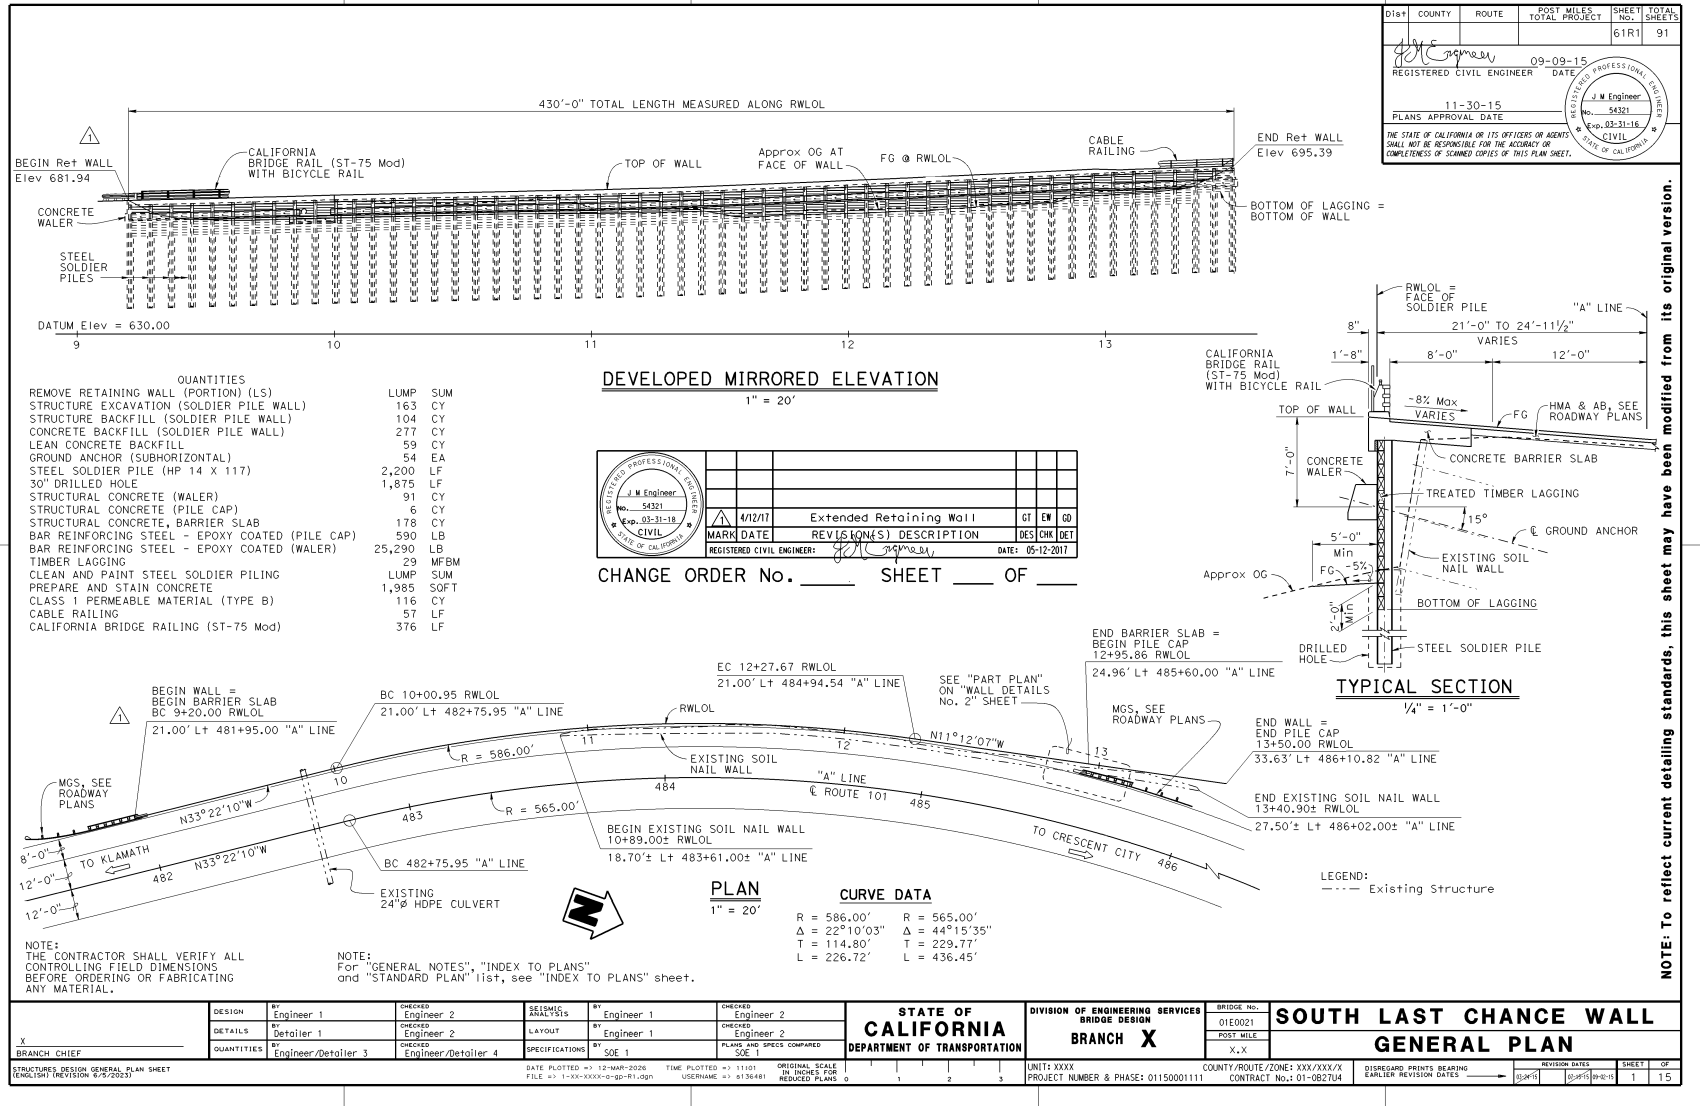 Dist COUNTY ROUTE POST MILES TOTAL PROJECT SHEET No. TOTAL SHEETS
61R1 91
J M Engineer 09-09-15
REGISTERED CIVIL ENGINEER DATE
11-30-15
PLANS APPROVAL DATE
REGISTERED PROFESSIONAL ENGINEER
J M Engineer
No. 54321
Exp. 03-31-16
CIVIL
STATE OF CALIFORNIA
THE STATE OF CALIFORNIA OR ITS OFFICERS OR AGENTS
SHALL NOT BE RESPONSIBLE FOR THE ACCURACY OR
COMPLETENESS OF SCANNED COPIES OF THIS PLAN SHEET.
NOTE: To reflect current detailing standards, this sheet may have been modified from its original version.
430'-0" TOTAL LENGTH MEASURED ALONG RWLOL
1
BEGIN Ret WALL
Elev 681.94
CALIFORNIA
BRIDGE RAIL (ST-75 Mod)
WITH BICYCLE RAIL
TOP OF WALL
Approx OG AT
FACE OF WALL
FG @ RWLOL
CABLE
RAILING
END Ret WALL
Elev 695.39
CONCRETE
WALER
BOTTOM OF LAGGING =
BOTTOM OF WALL
STEEL
SOLDIER
PILES
DATUM Elev = 630.00
9 10 11 12 13
DEVELOPED MIRRORED ELEVATION
1" = 20'
QUANTITIES
REMOVE RETAINING WALL (PORTION) (LS) LUMP SUM
STRUCTURE EXCAVATION (SOLDIER PILE WALL) 163 CY
STRUCTURE BACKFILL (SOLDIER PILE WALL) 104 CY
CONCRETE BACKFILL (SOLDIER PILE WALL) 277 CY
LEAN CONCRETE BACKFILL 59 CY
GROUND ANCHOR (SUBHORIZONTAL) 54 EA
STEEL SOLDIER PILE (HP 14 X 117) 2,200 LF
30" DRILLED HOLE 1,875 LF
STRUCTURAL CONCRETE (WALER) 91 CY
STRUCTURAL CONCRETE (PILE CAP) 6 CY
STRUCTURAL CONCRETE, BARRIER SLAB 178 CY
BAR REINFORCING STEEL - EPOXY COATED (PILE CAP) 590 LB
BAR REINFORCING STEEL - EPOXY COATED (WALER) 25,290 LB
TIMBER LAGGING 29 MFBM
CLEAN AND PAINT STEEL SOLDIER PILING LUMP SUM
PREPARE AND STAIN CONCRETE 1,985 SQFT
CLASS 1 PERMEABLE MATERIAL (TYPE B) 116 CY
CABLE RAILING 57 LF
CALIFORNIA BRIDGE RAILING (ST-75 Mod) 376 LF
REGISTERED PROFESSIONAL ENGINEER
J M Engineer
No. 54321
Exp. 03-31-18
CIVIL
STATE OF CALIFORNIA
1 4/12/17 Extended Retaining Wall GT EW GD
MARK DATE REVISION(S) DESCRIPTION DES CHK DET
REGISTERED CIVIL ENGINEER: J M Engineer DATE: 05-12-2017
CHANGE ORDER No. SHEET OF
RWLOL =
FACE OF
SOLDIER PILE
"A" LINE
8" 21'-0" TO 24'-11½"
VARIES
1'-8" 8'-0" 12'-0"
CALIFORNIA
BRIDGE RAIL
(ST-75 Mod)
WITH BICYCLE RAIL
-8% Max
VARIES
TOP OF WALL
FG
HMA & AB, SEE
ROADWAY PLANS
7'-0"
CONCRETE
WALER
CONCRETE BARRIER SLAB
TREATED TIMBER LAGGING
15°
℄ GROUND ANCHOR
5'-0"
Min
FG -5%
EXISTING SOIL
NAIL WALL
Approx OG
2'-0"
Min
BOTTOM OF LAGGING
DRILLED
HOLE
STEEL SOLDIER PILE
TYPICAL SECTION
¼" = 1'-0"
1
BEGIN WALL =
BEGIN BARRIER SLAB
BC 9+20.00 RWLOL
21.00' Lt 481+95.00 "A" LINE
BC 10+00.95 RWLOL
21.00' Lt 482+75.95 "A" LINE
RWLOL
EC 12+27.67 RWLOL
21.00' Lt 484+94.54 "A" LINE
SEE "PART PLAN"
ON "WALL DETAILS
No. 2" SHEET
END BARRIER SLAB =
BEGIN PILE CAP
12+95.86 RWLOL
24.96' Lt 485+60.00 "A" LINE
MGS, SEE
ROADWAY PLANS
END WALL =
END PILE CAP
13+50.00 RWLOL
33.63' Lt 486+10.82 "A" LINE
END EXISTING SOIL NAIL WALL
13+40.90± RWLOL
27.50'± Lt 486+02.00± "A" LINE
MGS, SEE
ROADWAY
PLANS
N33°22'10"W
10 11 12 13
R = 586.00'
N11°12'07"W
EXISTING SOIL
NAIL WALL
"A" LINE
℄ ROUTE 101
R = 565.00'
482 483 484 485 486
8'-0"
12'-0"
12'-0"
TO KLAMATH
N33°22'10"W
BC 482+75.95 "A" LINE
BEGIN EXISTING SOIL NAIL WALL
10+89.00± RWLOL
18.70'± Lt 483+61.00± "A" LINE
TO CRESCENT CITY
EXISTING
24"Ø HDPE CULVERT
N
PLAN
1" = 20'
CURVE DATA
R = 586.00' R = 565.00'
Δ = 22°10'03" Δ = 44°15'35"
T = 114.80' T = 229.77'
L = 226.72' L = 436.45'
LEGEND:
Existing Structure
NOTE:
THE CONTRACTOR SHALL VERIFY ALL
CONTROLLING FIELD DIMENSIONS
BEFORE ORDERING OR FABRICATING
ANY MATERIAL.
NOTE:
For "GENERAL NOTES", "INDEX TO PLANS"
and "STANDARD PLAN" list, see "INDEX TO PLANS" sheet.
X
BRANCH CHIEF
DESIGN BY Engineer 1 CHECKED Engineer 2
DETAILS BY Detailer 1 CHECKED Engineer 2
QUANTITIES BY Engineer/Detailer 3 CHECKED Engineer/Detailer 4
SEISMIC ANALYSIS BY Engineer 1 CHECKED Engineer 2
LAYOUT BY Engineer 1 CHECKED Engineer 2
SPECIFICATIONS BY SOE 1 PLANS AND SPECS COMPARED SOE 1
STATE OF
CALIFORNIA
DEPARTMENT OF TRANSPORTATION
DIVISION OF ENGINEERING SERVICES
BRIDGE DESIGN
BRANCH X
BRIDGE No.
01E0021
POST MILE
X.X
SOUTH LAST CHANCE WALL
GENERAL PLAN
STRUCTURES DESIGN GENERAL PLAN SHEET
(ENGLISH) (REVISION 6/5/2023)
DATE PLOTTED => 12-MAR-2026 TIME PLOTTED => 11:01
FILE => 1-XX-XXXX-a-gp-R1.dgn USERNAME => s136481
ORIGINAL SCALE
IN INCHES FOR
REDUCED PLANS
0 1 2 3
UNIT: XXXX
PROJECT NUMBER & PHASE: 01150001111
COUNTY/ROUTE/ZONE: XXX/XXX/X
CONTRACT No.: 01-0B27U4
DISREGARD PRINTS BEARING
EARLIER REVISION DATES
REVISION DATES
09-02-15
SHEET OF
1 15